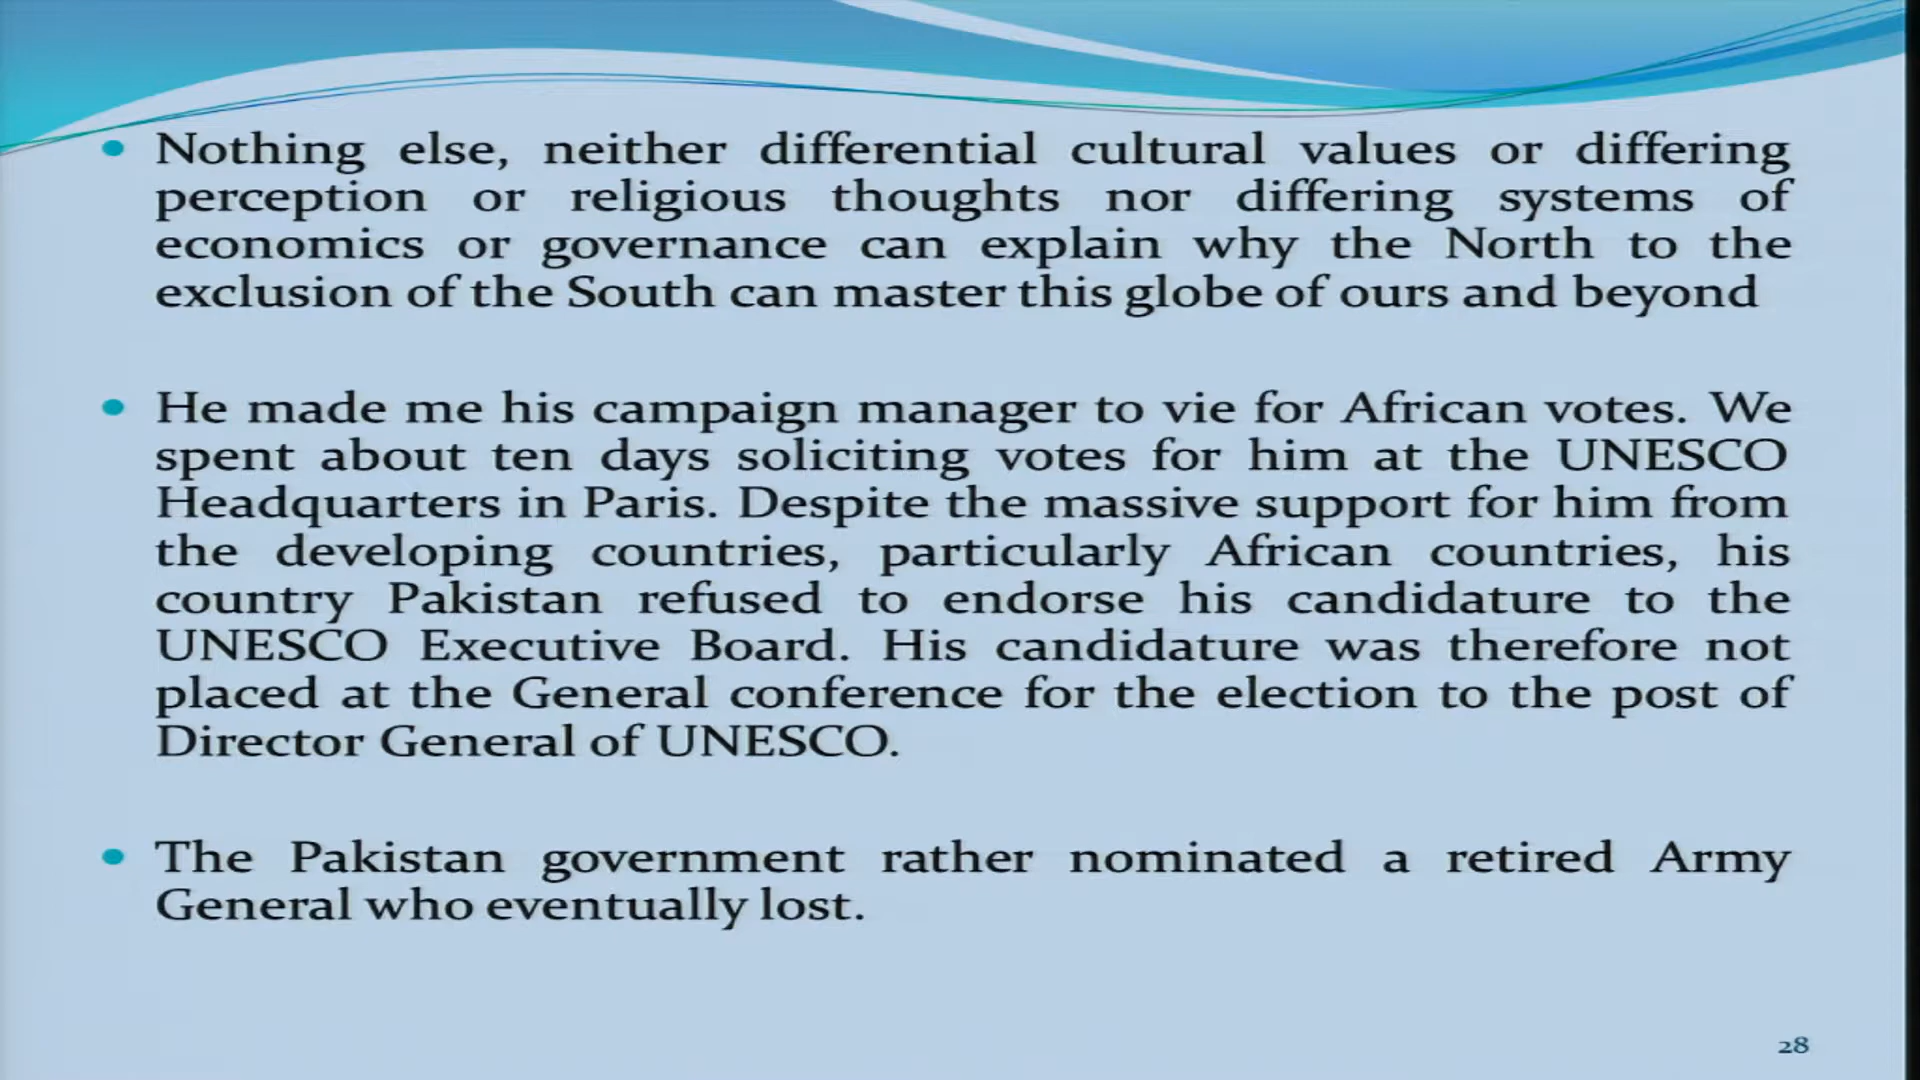 Nothing else, neither differential cultural values or differing
perception or religious thoughts nor differing systems of
economics or governance can explain why the North to the
exclusion of the South can master this globe of ours and beyond
He made me his campaign manager to vie for African votes. We
spent about ten days soliciting votes for him at the UNESCO
Headquarters in Paris. Despite the massive support for him from
the developing countries, particularly African countries, his
country Pakistan refused to endorse his candidature to the
UNESCO Executive Board. His candidature was therefore not
placed at the General conference for the election to the post of
Director General of UNESCO.
The Pakistan government rather nominated a retired Army
General who eventually lost.
28